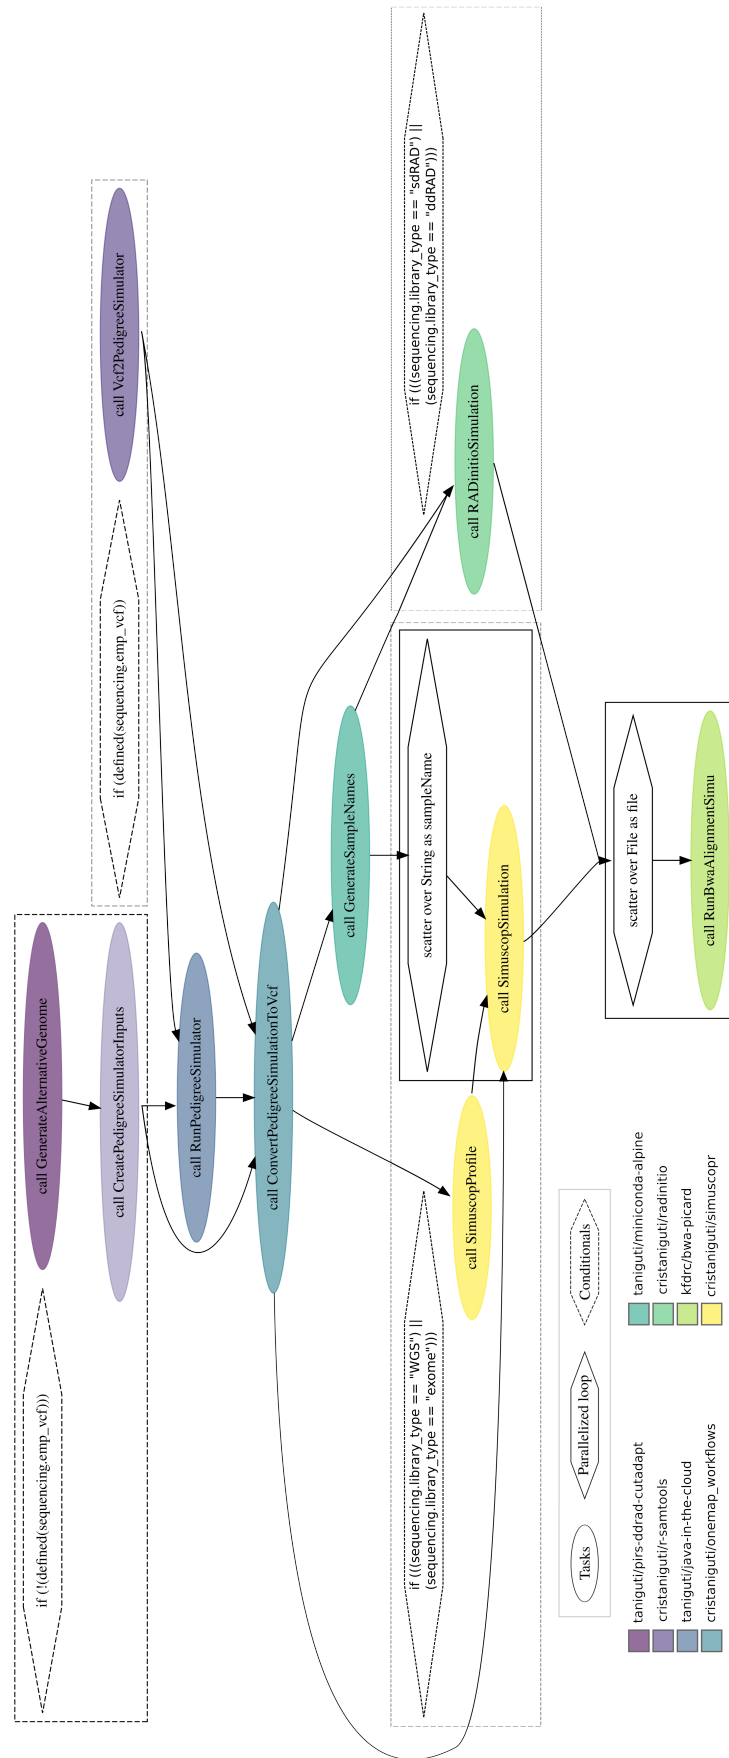 if (!(defined(sequencing.emp_vcf)))
call GenerateAlternativeGenome
call CreatePedigreeSimulatorInputs
if (defined(sequencing.emp_vcf))
call Vcf2PedigreeSimulator
call RunPedigreeSimulator
call ConvertPedigreeSimulationToVcf
call GenerateSampleNames
if (((sequencing.library_type == "WGS") ||
(sequencing.library_type == "exome")))
call SimuscopProfile
scatter over String as sampleName
call SimuscopSimulation
if (((sequencing.library_type == "sdRAD") ||
(sequencing.library_type == "ddRAD")))
call RADinitioSimulation
scatter over File as file
call RunBwaAlignmentSimu
Tasks
Parallelized loop
Conditionals
taniguti/pirs-ddrad-cutadapt
cristaniguti/r-samtools
taniguti/java-in-the-cloud
cristaniguti/onemap_workflows
taniguti/miniconda-alpine
cristaniguti/radinitio
kfdrc/bwa-picard
cristaniguti/simuscopr